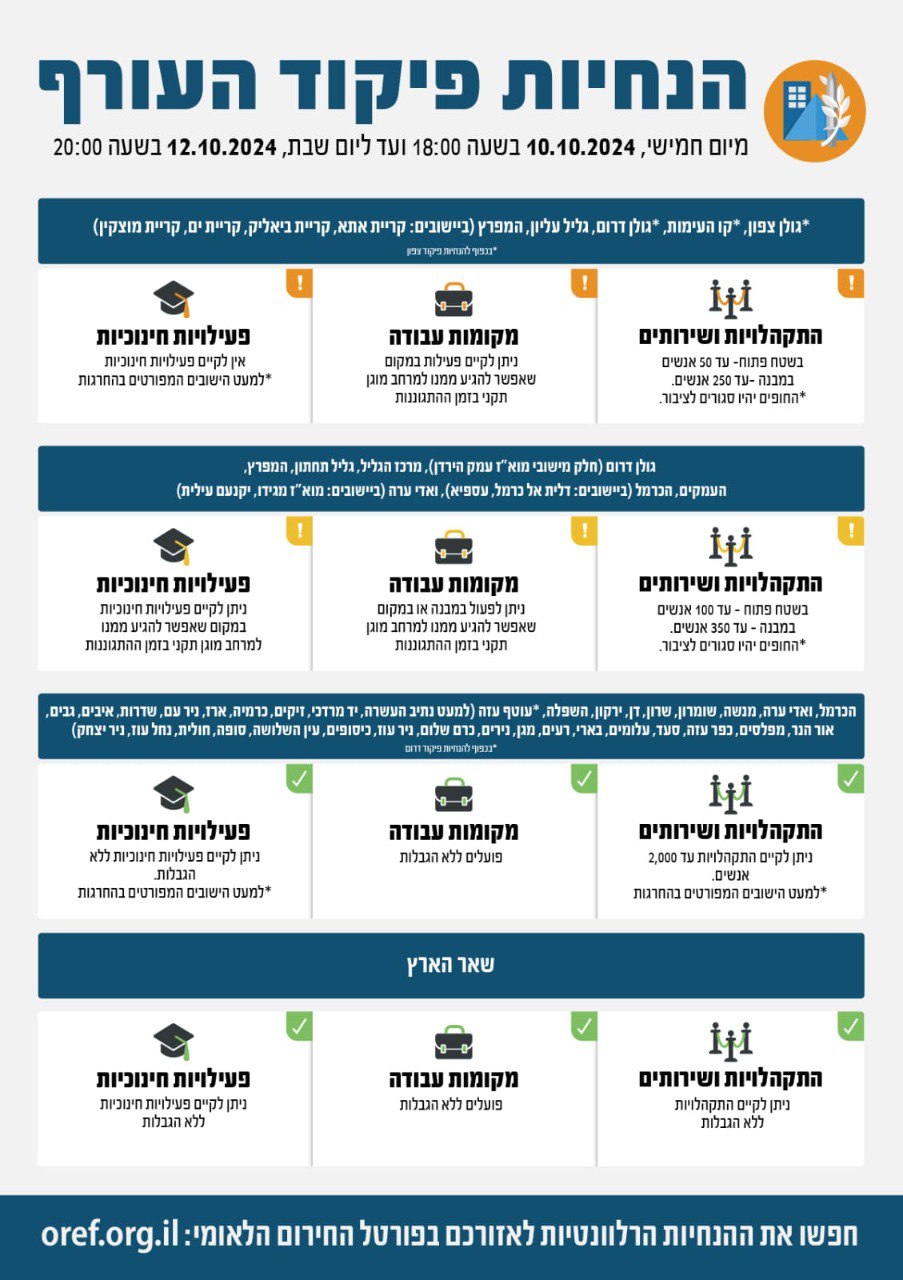 הנחיות פיקוד העורף
מיום חמישי, 10.10.2024 בשעה 18:00 ועד ליום שבת, 12.10.2024 בשעה 20:00
*גולן צפון, *קו העימות, *גולן דרום, גליל עליון, המפרץ (ביישובים: קריית אתא, קריית ביאליק, קריית ים, קריית מוצקין)
*בכפוף להנחיות פיקוד צפון
!
התקהלויות ושירותים
בשטח פתוח- עד 50 אנשים
במבנה -עד 250 אנשים.
*החופים יהיו סגורים לציבור.
!
מקומות עבודה
ניתן לקיים פעילות במקום
שאפשר להגיע ממנו למרחב מוגן
תקני בזמן ההתגוננות
!
פעילויות חינוכיות
אין לקיים פעילויות חינוכיות
*למעט הישובים המפורטים בהחרגות
גולן דרום (חלק מישובי מוא"ז עמק הירדן), מרכז הגליל, גליל תחתון, המפרץ,
העמקים, הכרמל (ביישובים: דלית אל כרמל, עספיא), ואדי ערה (ביישובים: מוא"ז מגידו, יקנעם עילית)
!
התקהלויות ושירותים
בשטח פתוח - עד 100 אנשים
במבנה - עד 350 אנשים.
*החופים יהיו סגורים לציבור.
!
מקומות עבודה
ניתן לפעול במבנה או במקום
שאפשר להגיע ממנו למרחב מוגן
תקני בזמן ההתגוננות
!
פעילויות חינוכיות
ניתן לקיים פעילויות חינוכיות
במקום שאפשר להגיע ממנו
למרחב מוגן תקני בזמן ההתגוננות
הכרמל, ואדי ערה, מנשה, שומרון, שרון, דן, ירקון, השפלה, *עוטף עזה (למעט נתיב העשרה, יד מרדכי, זיקים, כרמיה, ארז, ניר עם, שדרות, איבים, גבים,
אור הנר, מפלסים, כפר עזה, סעד, עלומים, בארי, רעים, מגן, נירים, כרם שלום, ניר עוז, כיסופים, עין השלושה, סופה, חולית, נחל עוז, ניר יצחק)
*בכפוף להנחיות פיקוד דרום
התקהלויות ושירותים
ניתן לקיים התקהלויות עד 2,000
אנשים.
*למעט הישובים המפורטים בהחרגות
מקומות עבודה
פועלים ללא הגבלות
פעילויות חינוכיות
ניתן לקיים פעילויות חינוכיות ללא
הגבלות.
*למעט הישובים המפורטים בהחרגות
שאר הארץ
התקהלויות ושירותים
ניתן לקיים התקהלויות
ללא הגבלות
מקומות עבודה
פועלים ללא הגבלות
פעילויות חינוכיות
ניתן לקיים פעילויות חינוכיות
ללא הגבלות
חפשו את ההנחיות הרלוונטיות לאזורכם בפורטל החירום הלאומי: oref.org.il